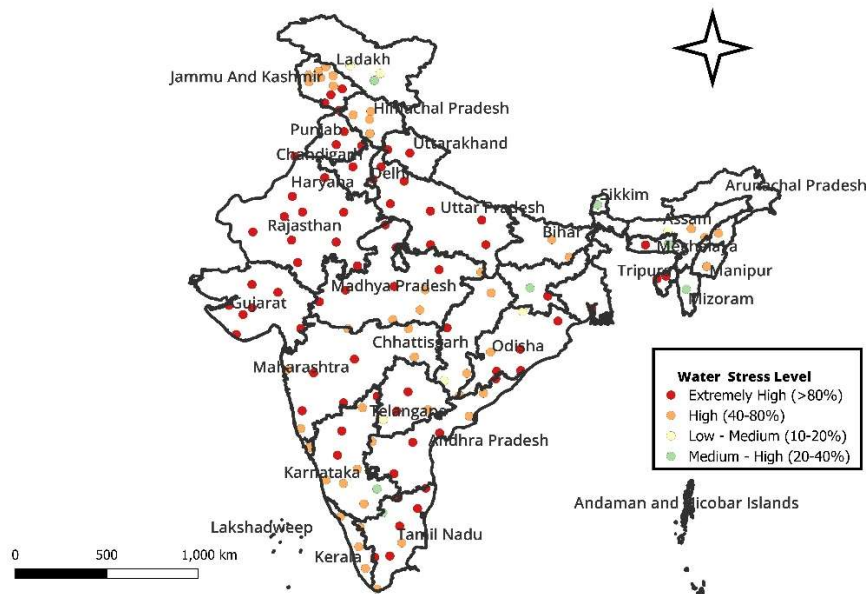 Ladakh
Jammu And Kashmir
Himachal Pradesh
Punjab
Uttarakhand
Chandigarh
Haryana
Delhi
Sikkim
Arunachal Pradesh
Uttar Pradesh
Assam
Rajasthan
Bihar
Meghalaya
Tripura
Manipur
Madhya Pradesh
Gujarat
Mizoram
Chhattisgarh
Odisha
Maharashtra
Telangana
Andhra Pradesh
Karnataka
Water Stress Level
Extremely High (>80%)
High (40-80%)
Low - Medium (10-20%)
Medium - High (20-40%)
Andaman and Nicobar Islands
Lakshadweep
Tamil Nadu
Kerala
0 500 1,000 km